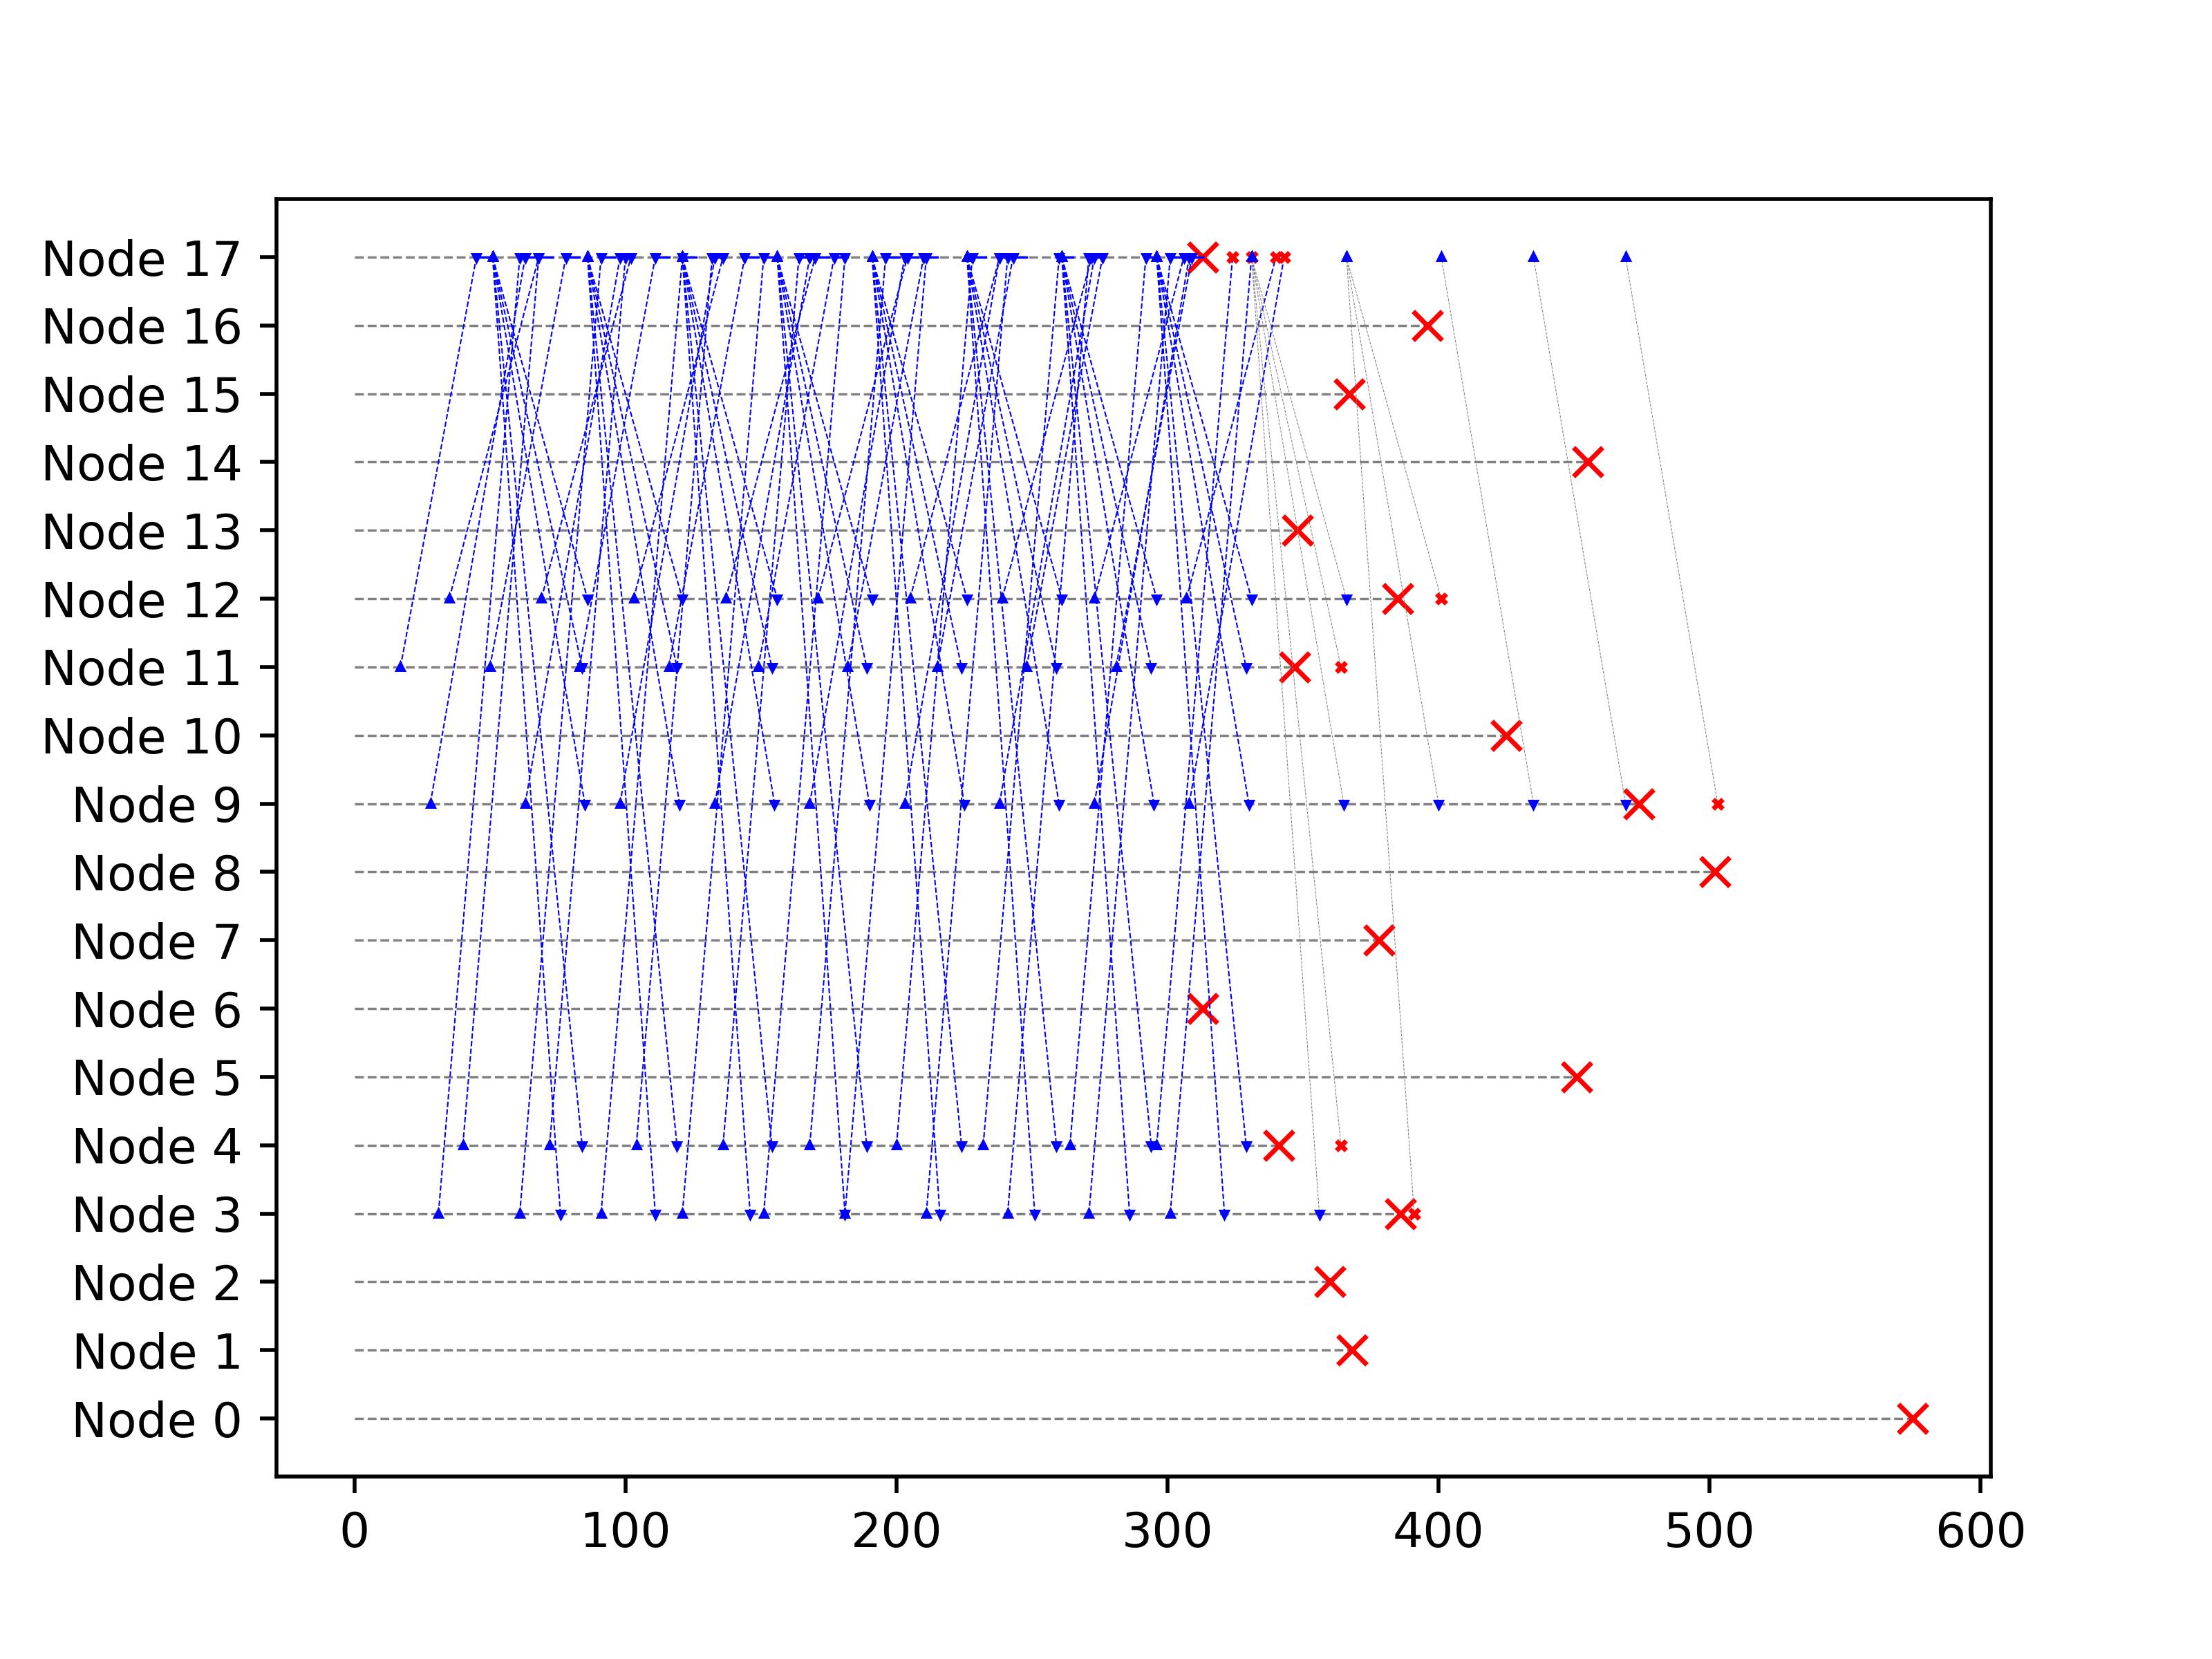 Node 17
Node 16
Node 15
Node 14
Node 13
Node 12
Node 11
Node 10
Node 9
Node 8
Node 7
Node 6
Node 5
Node 4
Node 3
Node 2
Node 1
Node 0
0 100 200 300 400 500 600